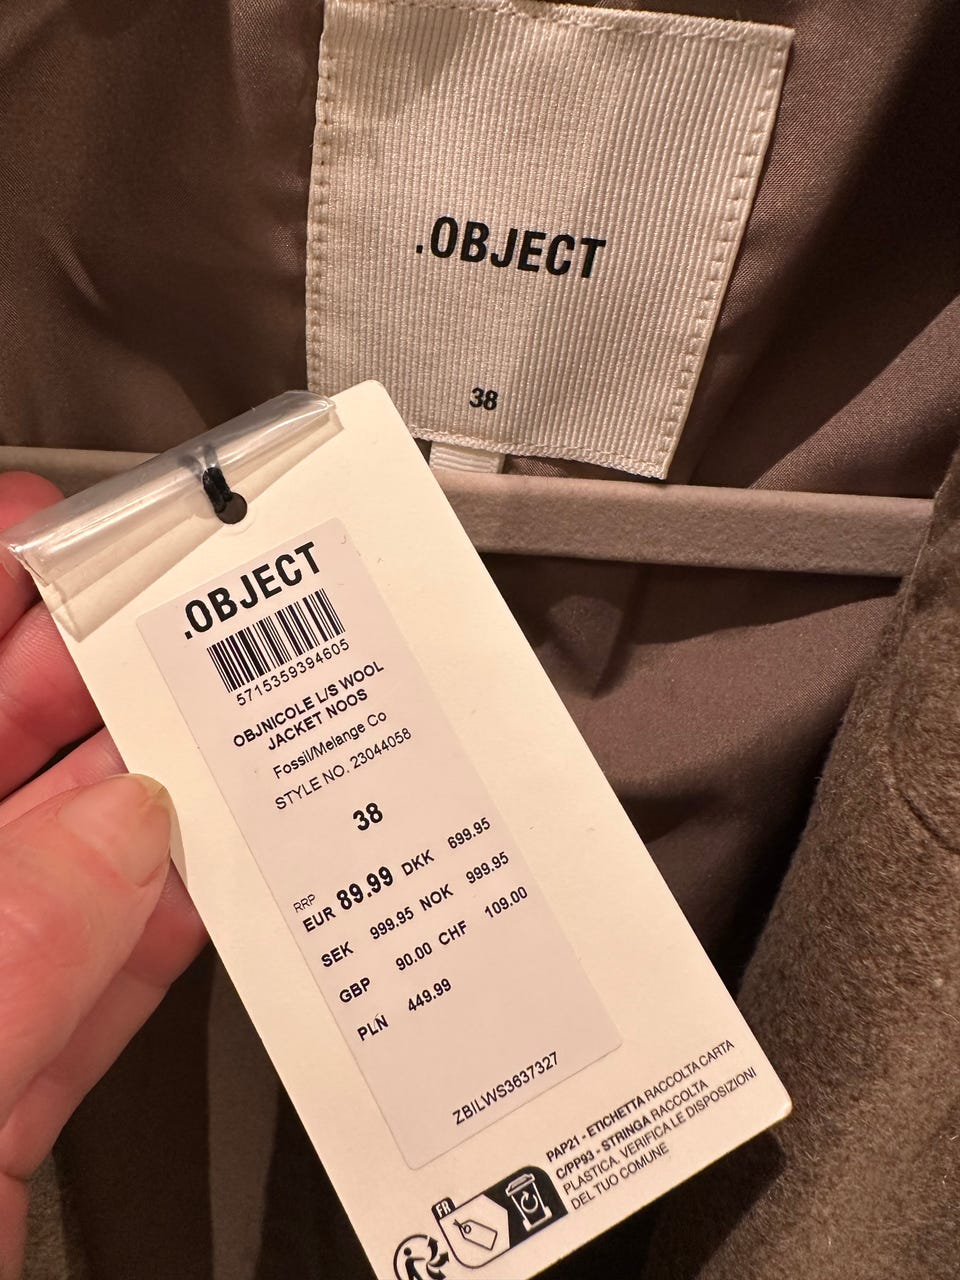 .OBJECT
38
.OBJECT
5715359394605
OBJNICOLE L/S WOOL
JACKET NOOS
Fossil/Melange Co
STYLE NO. 23044058
38
RRP
EUR 89.99 DKK 699.95
SEK 999.95 NOK 999.95
GBP 90.00 CHF 109.00
PLN 449.99
ZBILWS3637327
PAP21 - ETICHETTA RACCOLTA CARTA
C/PP93 - STRINGA RACCOLTA
PLASTICA. VERIFICA LE DISPOSIZIONI
DEL TUO COMUNE
FR